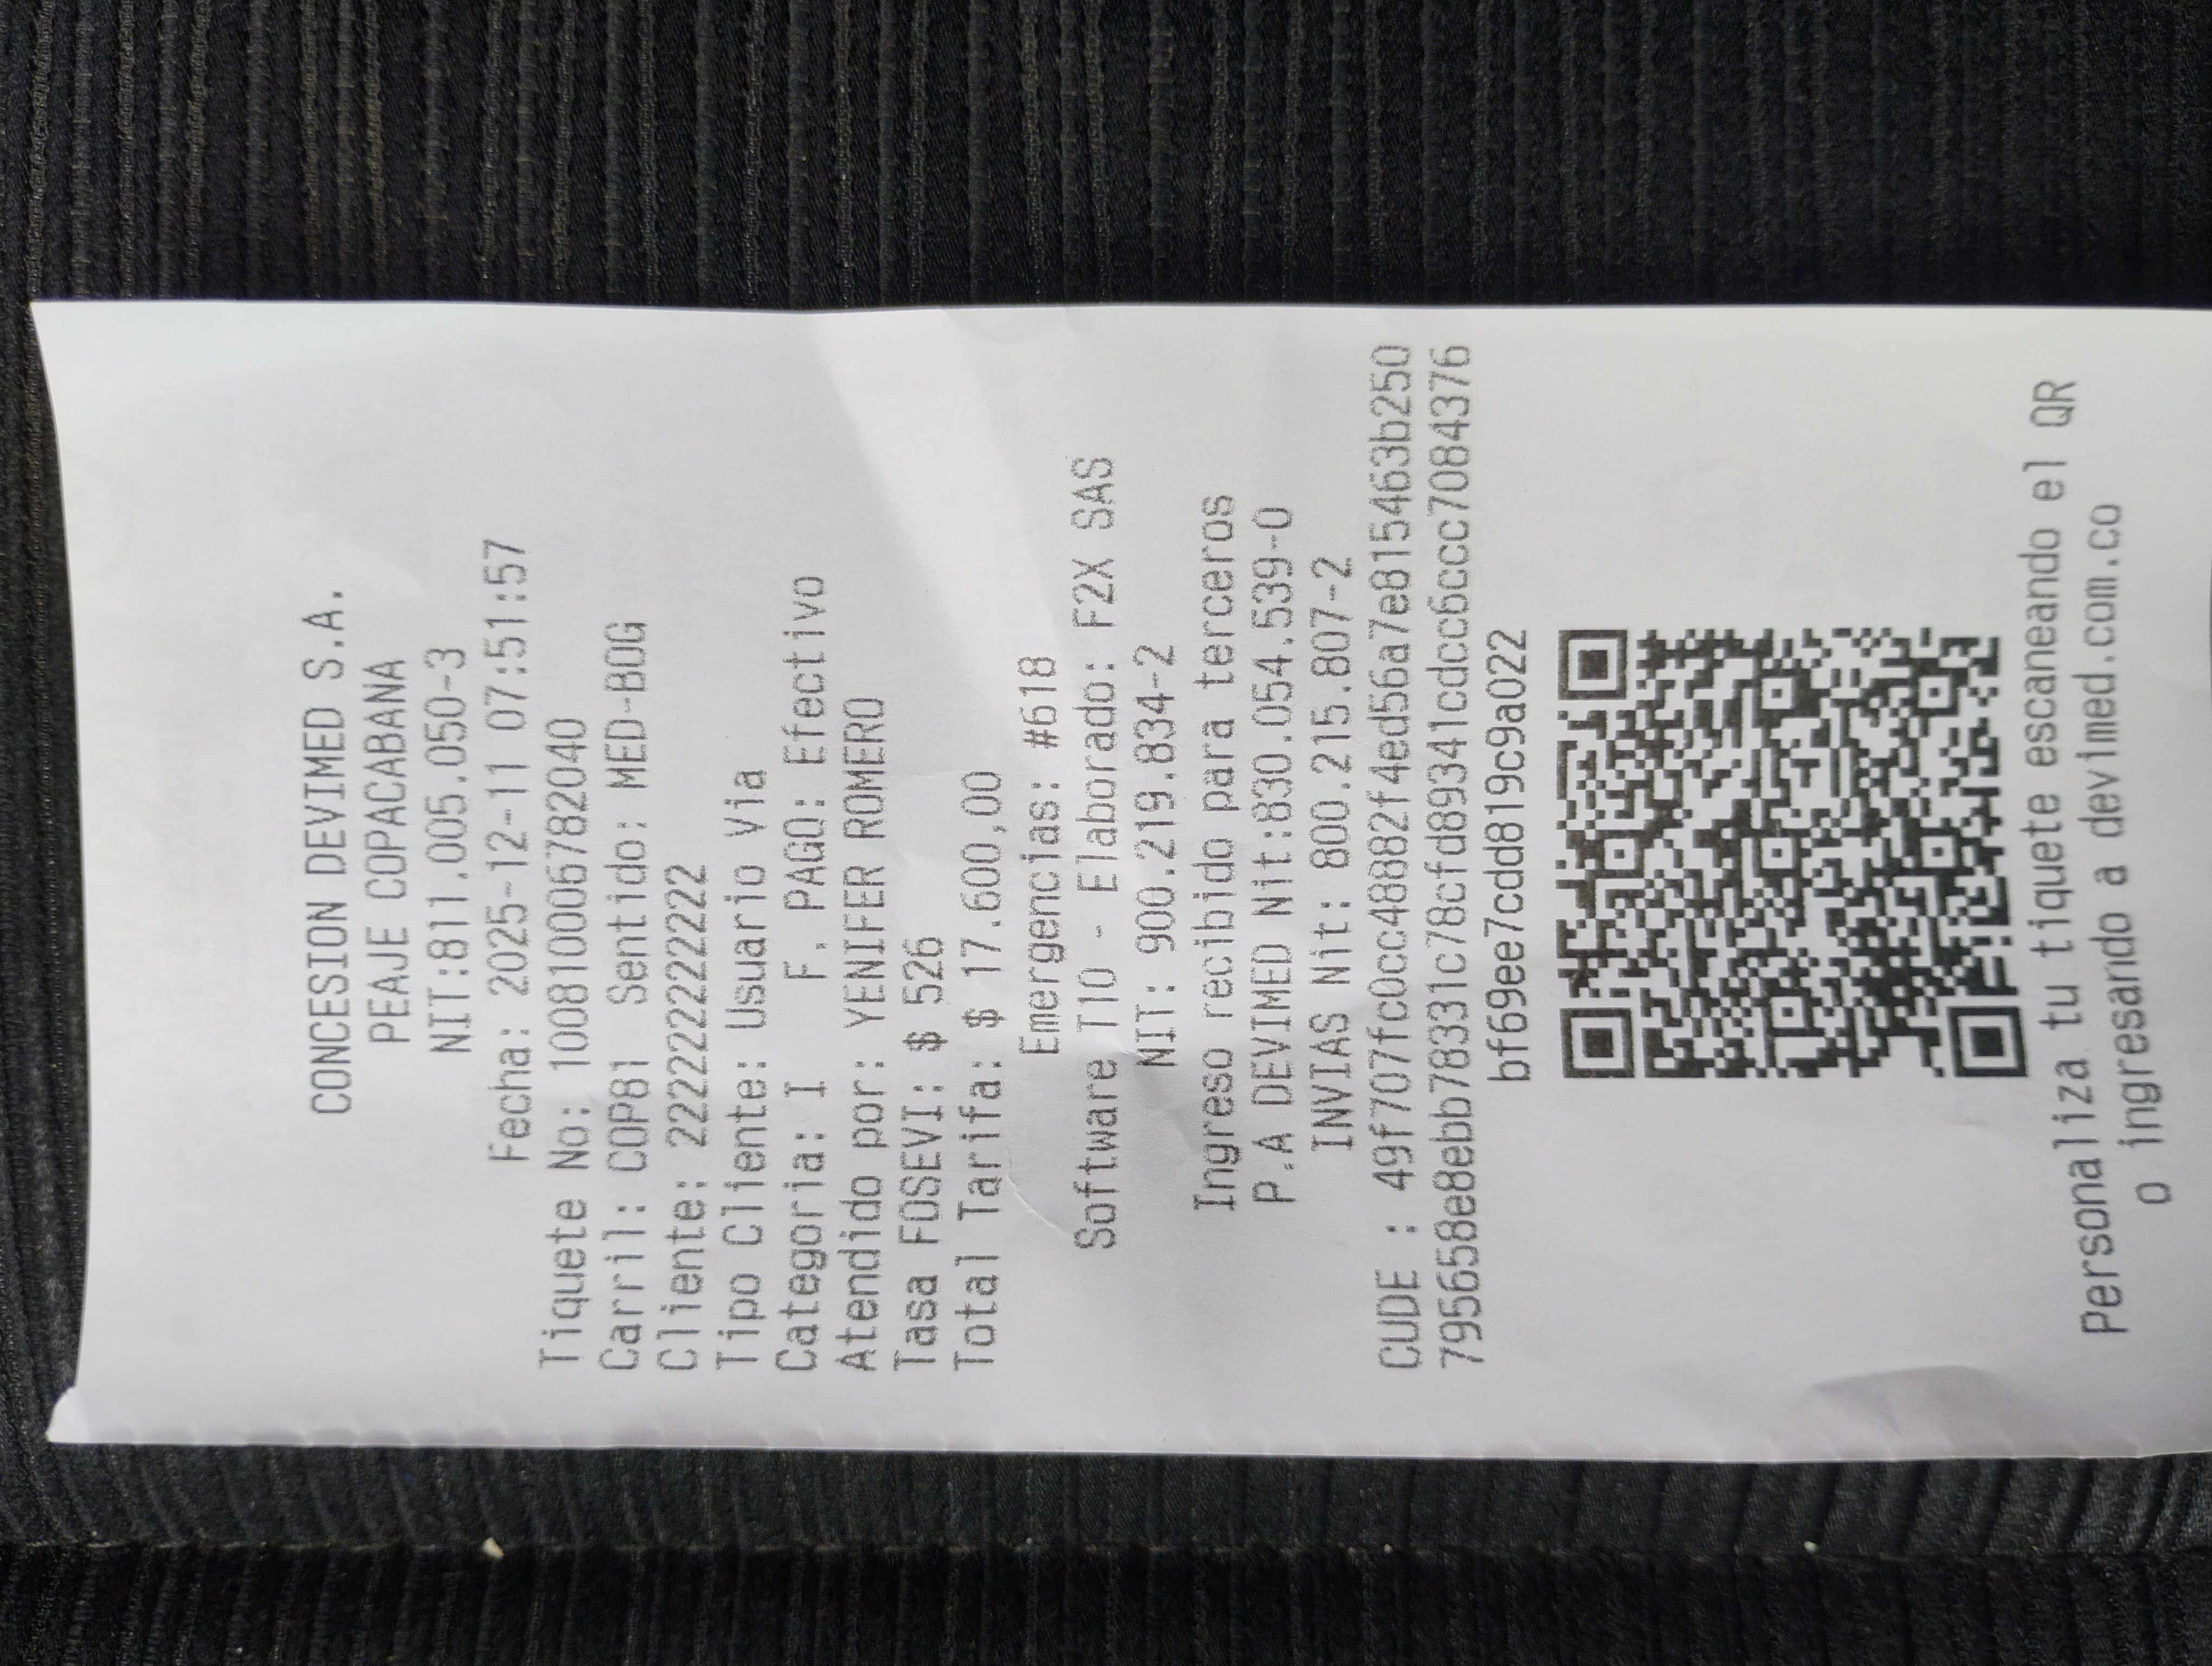 CONCESION DEVIMED S.A.
PEAJE COPACABANA
NIT:811.005.050-3
Fecha: 2025-12-11 07:51:57
Tiquete No: 1008100067820​40
Carril: COP81 Sentido: MED-BOG
Cliente: 222222222222
Tipo Cliente: Usuario Via
Categoria: I F. PAGO: Efectivo
Atendido por: YENIFER ROMERO
Tasa FOSEVI: $ 526
Total Tarifa: $ 17.600,00
Emergencias: #618
Software T10 - Elaborado: F2X SAS
NIT: 900.219.834-2
Ingreso recibido para terceros
P.A DEVIMED Nit:830.054.539-0
INVIAS Nit: 800.215.807-2
CUDE : 49f707fc0cc48882f4ed56a7e815463b250
795658e8ebb78331c78cfd89341cdcc6ccc7084376
bf69ee7cdd819c9a022
Personaliza tu tiquete escaneando el QR
o ingresando a devimed.com.co